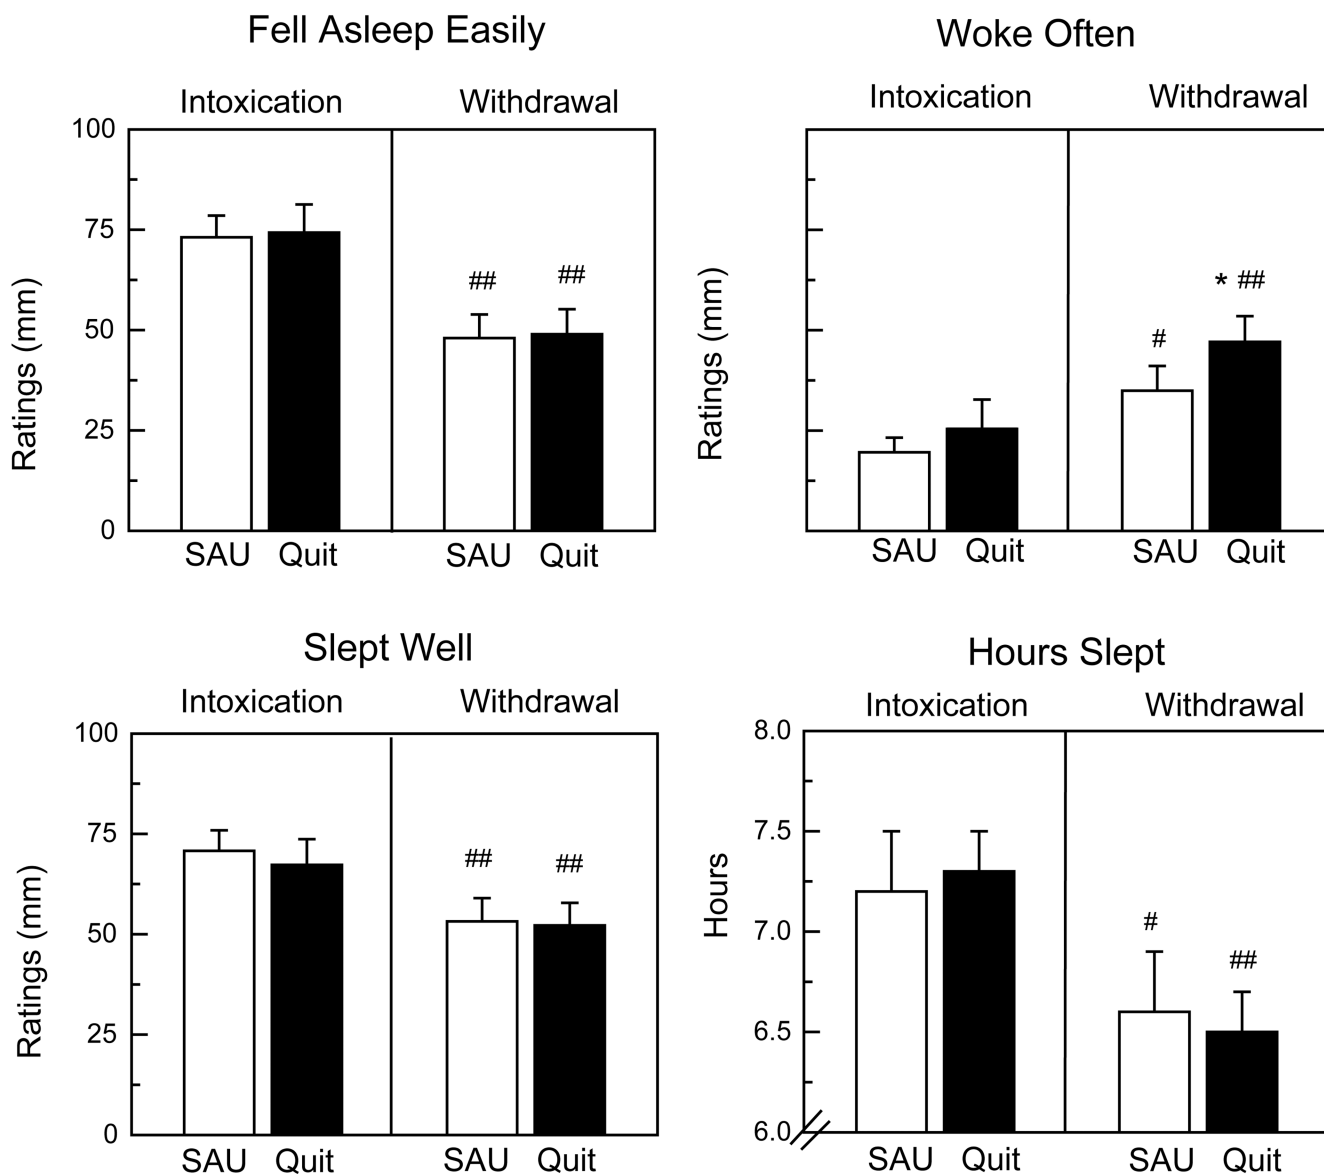 Fell Asleep Easily
Intoxication Withdrawal
100
75
50
25
0
Ratings (mm)
##
##
SAU Quit SAU Quit
Woke Often
Intoxication Withdrawal
Ratings (mm)
#
* ##
SAU Quit SAU Quit
Slept Well
Intoxication Withdrawal
100
75
50
25
0
Ratings (mm)
##
##
SAU Quit SAU Quit
Hours Slept
Intoxication Withdrawal
8.0
7.5
7.0
6.5
6.0
Hours
#
##
SAU Quit SAU Quit